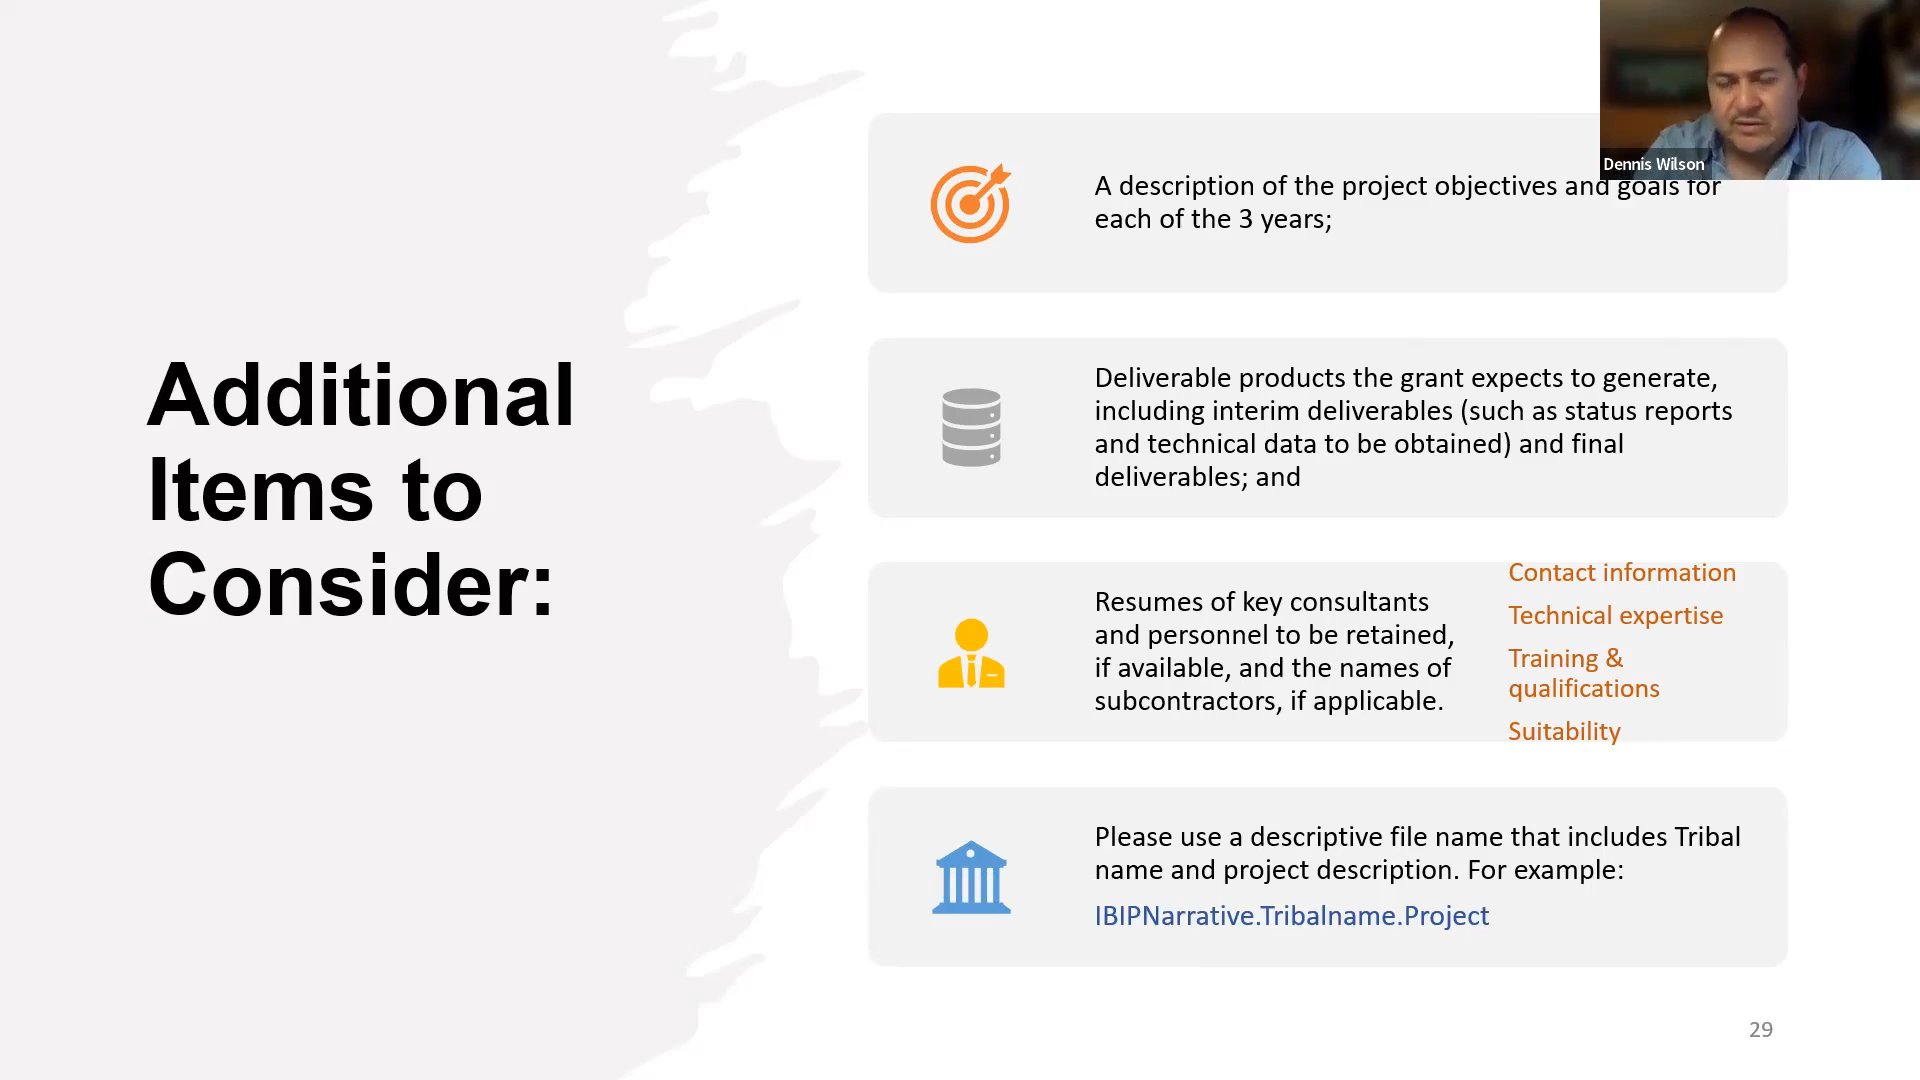 Additional
Items to
Consider:
A description of the project objectives and goals for
each of the 3 years;
Deliverable products the grant expects to generate,
including interim deliverables (such as status reports
and technical data to be obtained) and final
deliverables; and
Resumes of key consultants
and personnel to be retained,
if available, and the names of
subcontractors, if applicable.
Contact information
Technical expertise
Training &
qualifications
Suitability
Please use a descriptive file name that includes Tribal
name and project description. For example:
IBIPNarrative.Tribalname.Project
Dennis Wilson
29